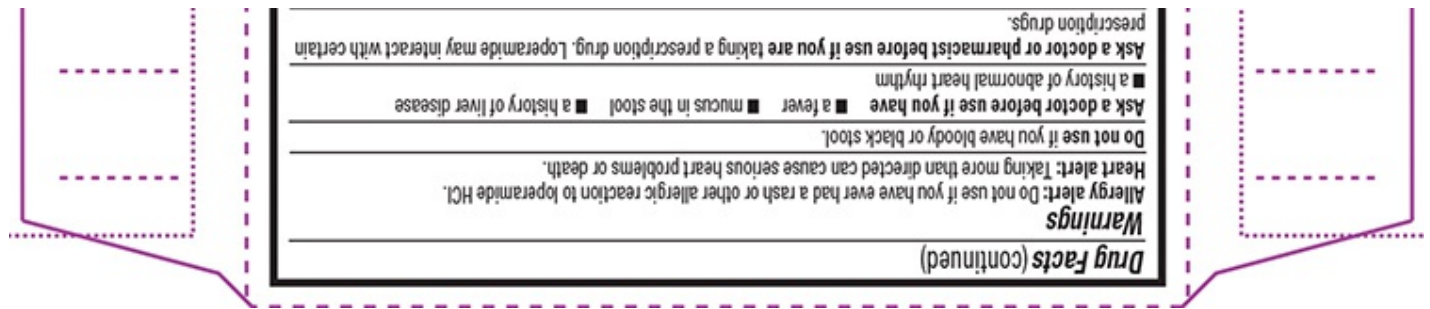 Drug Facts (continued)
Warnings
Allergy alert: Do not use if you have ever had a rash or other allergic reaction to loperamide HCl.
Heart alert: Taking more than directed can cause serious heart problems or death.
Do not use if you have bloody or black stool.
Ask a doctor before use if you have ■ a fever ■ mucus in the stool ■ a history of liver disease
■ a history of abnormal heart rhythm
Ask a doctor or pharmacist before use if you are taking a prescription drug. Loperamide may interact with certain
prescription drugs.